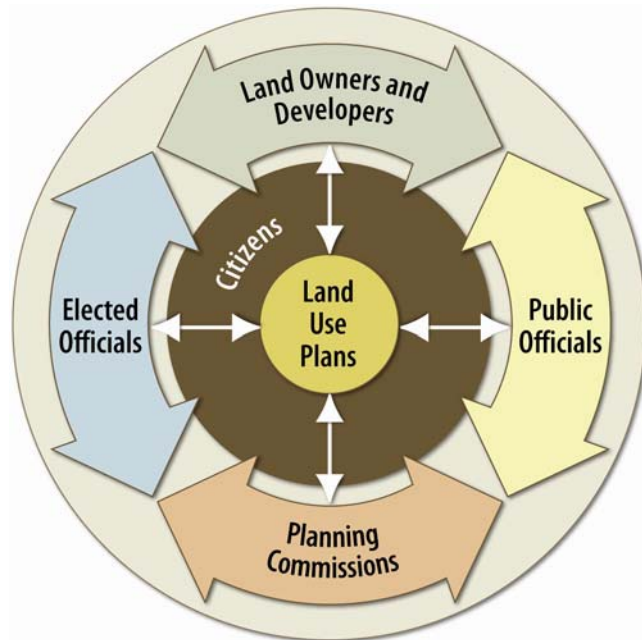 Land Owners and
Developers
Citizens
Elected
Officials
Land
Use
Plans
Public
Officials
Planning
Commissions